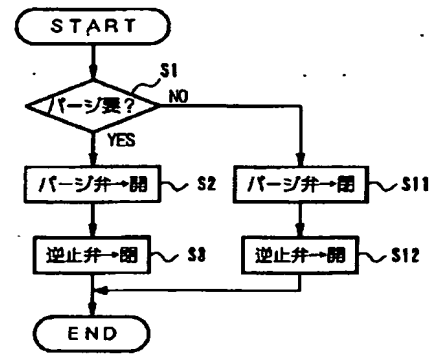 START
S1
パージ要?
NO
YES
パージ弁→開
S2
パージ弁→閉
S11
逆止弁→閉
S3
逆止弁→開
S12
END